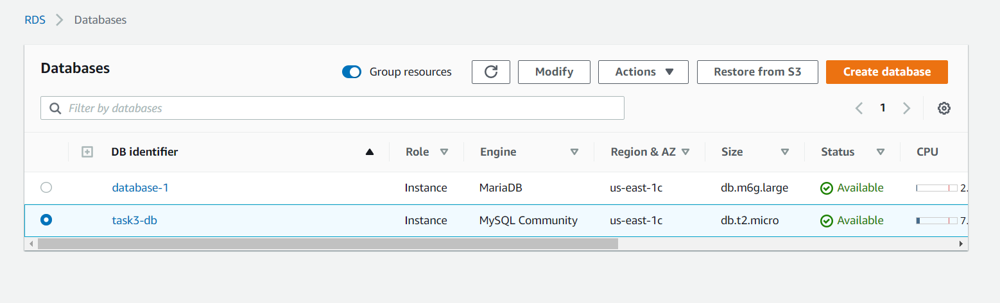 RDS > Databases
Databases Group resources Modify Actions Restore from S3 Create database
Filter by databases 1
DB identifier Role Engine Region & AZ Size Status CPU
database-1 Instance MariaDB us-east-1c db.m6g.large Available 2.
task3-db Instance MySQL Community us-east-1c db.t2.micro Available 7.